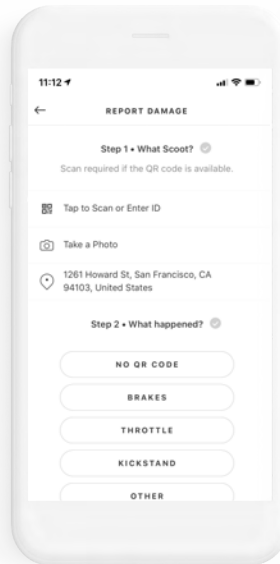 11:12
REPORT DAMAGE
Step 1 • What Scoot?
Scan required if the QR code is available.
Tap to Scan or Enter ID
Take a Photo
1261 Howard St, San Francisco, CA
94103, United States
Step 2 • What happened?
NO QR CODE
BRAKES
THROTTLE
KICKSTAND
OTHER